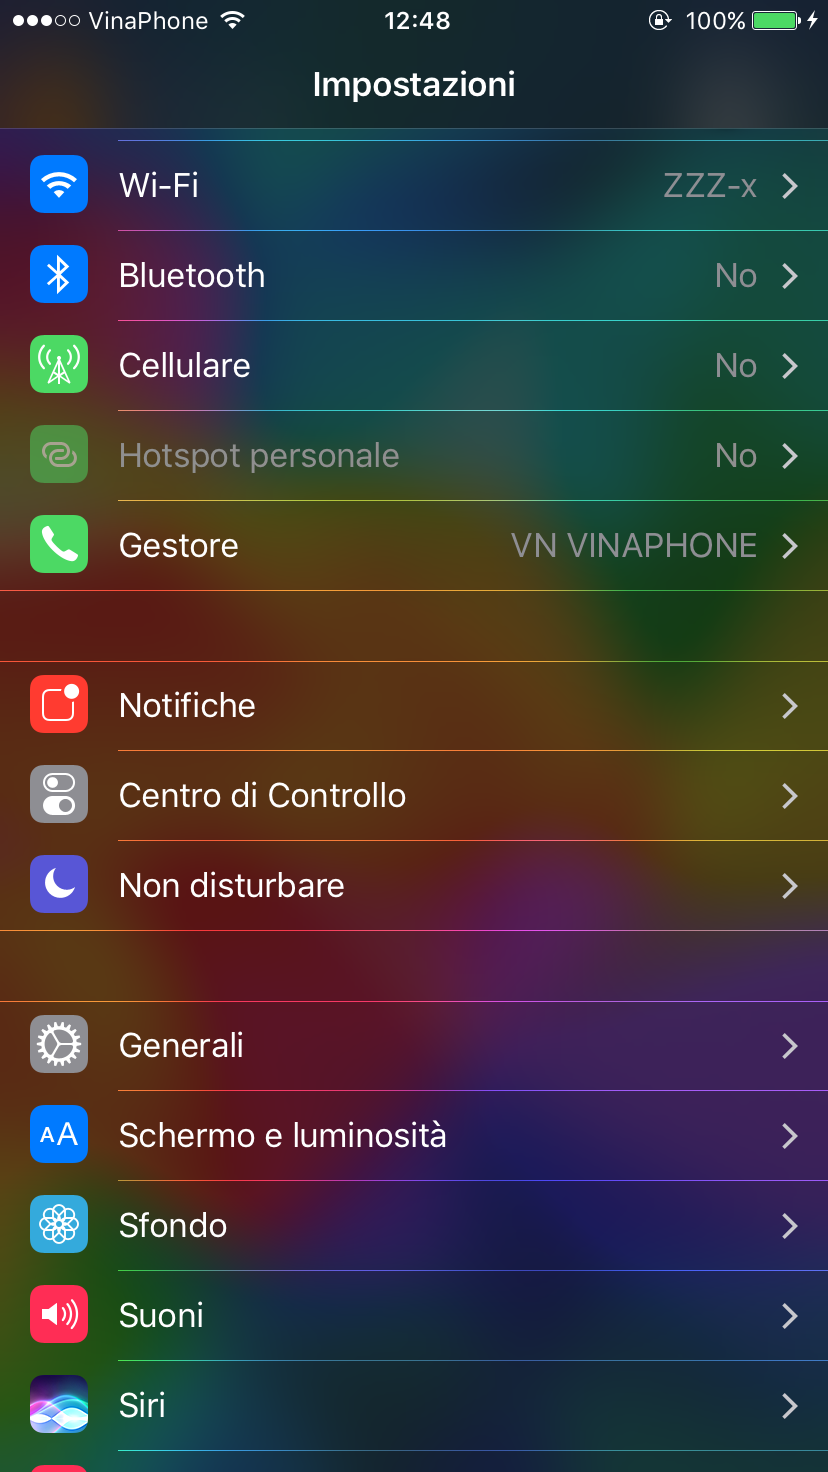 VinaPhone 12:48 100%
Impostazioni
Wi-Fi ZZZ-x
Bluetooth No
Cellulare No
Hotspot personale No
Gestore VN VINAPHONE
Notifiche
Centro di Controllo
Non disturbare
Generali
AA Schermo e luminosità
Sfondo
Suoni
Siri